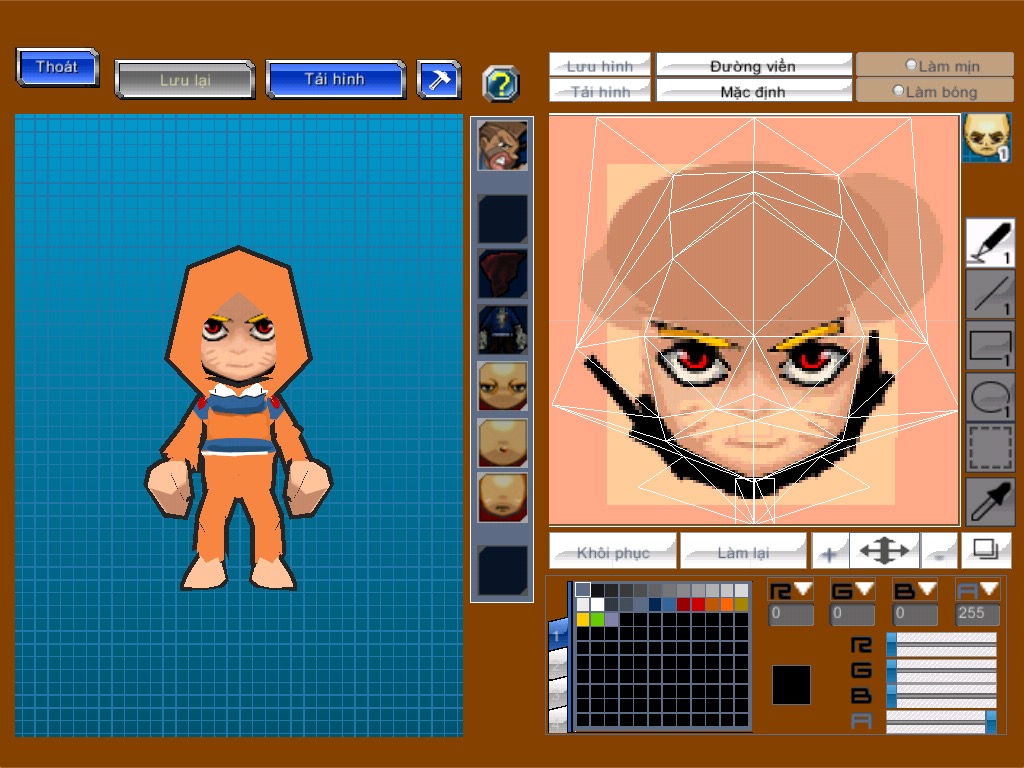 Thoát
Lưu lại
Tải hình
?
Lưu hình
Đường viền
Làm mịn
Tải hình
Mặc định
Làm bóng
1
1
1
1
1
Khôi phục
Làm lại
+
-
R
G
B
A
0
0
0
255
1
R
G
B
A